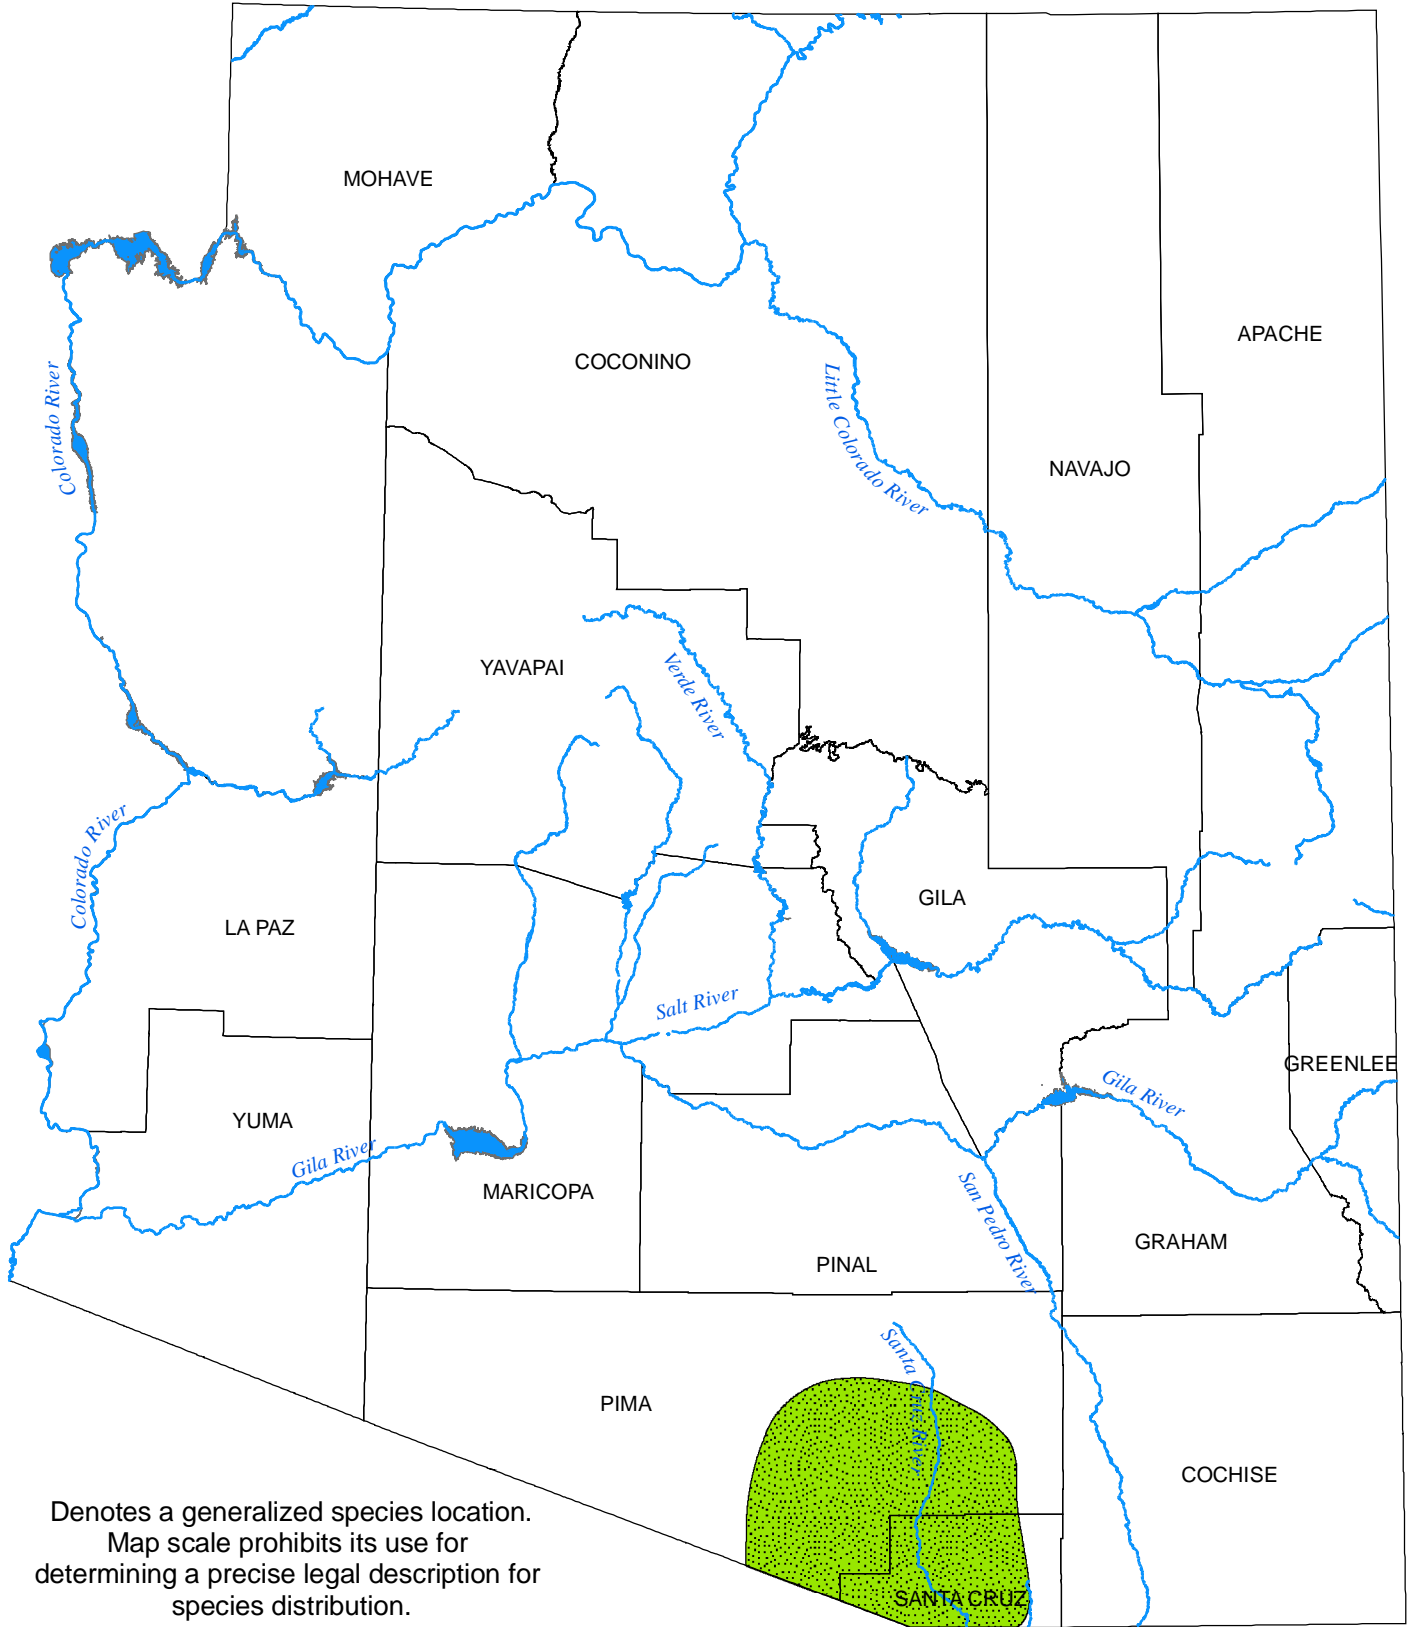 MOHAVE
COCONINO
APACHE
Colorado River
Little Colorado River
NAVAJO
YAVAPAI
Verde River
Colorado River
GILA
LA PAZ
Salt River
GREENLEE
Gila River
YUMA
Gila River
MARICOPA
San Pedro River
GRAHAM
PINAL
Santa Cruz River
PIMA
COCHISE
SANTA CRUZ
Denotes a generalized species location.
Map scale prohibits its use for
determining a precise legal description for
species distribution.